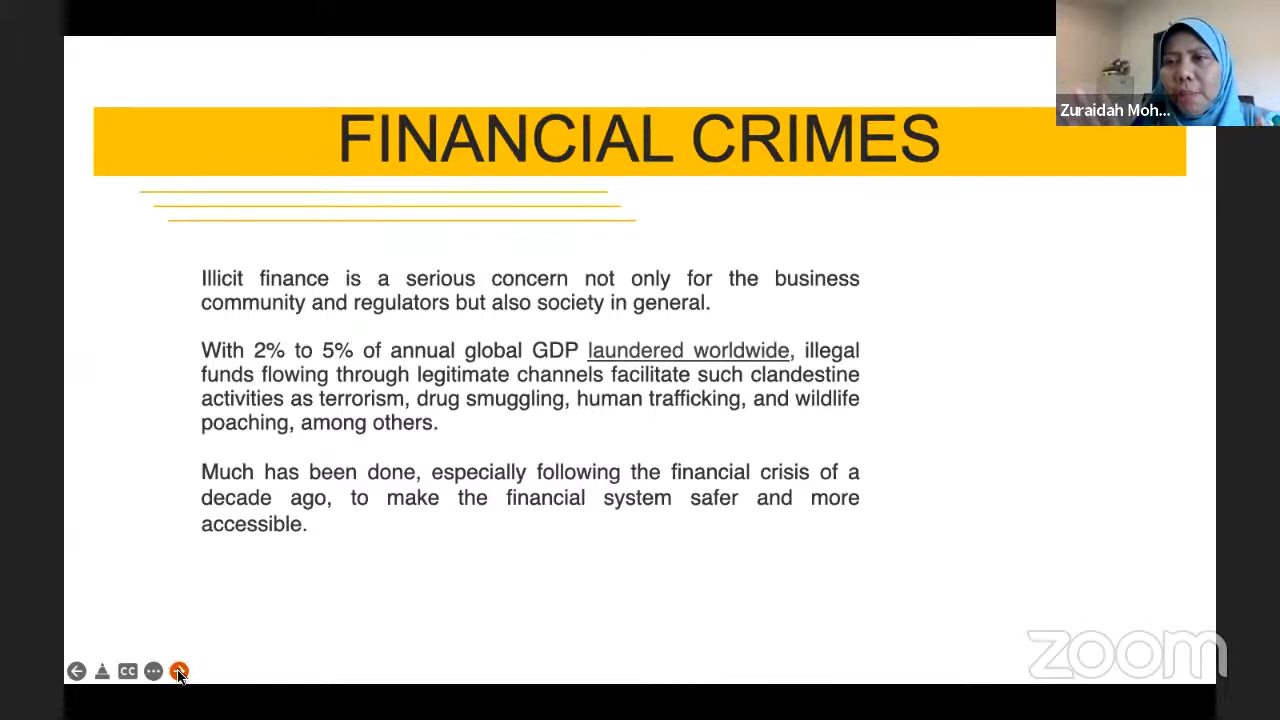 FINANCIAL CRIMES
Zuraidah Moh...
Illicit finance is a serious concern not only for the business
community and regulators but also society in general.
With 2% to 5% of annual global GDP laundered worldwide, illegal
funds flowing through legitimate channels facilitate such clandestine
activities as terrorism, drug smuggling, human trafficking, and wildlife
poaching, among others.
Much has been done, especially following the financial crisis of a
decade ago, to make the financial system safer and more
accessible.
CC
zoom